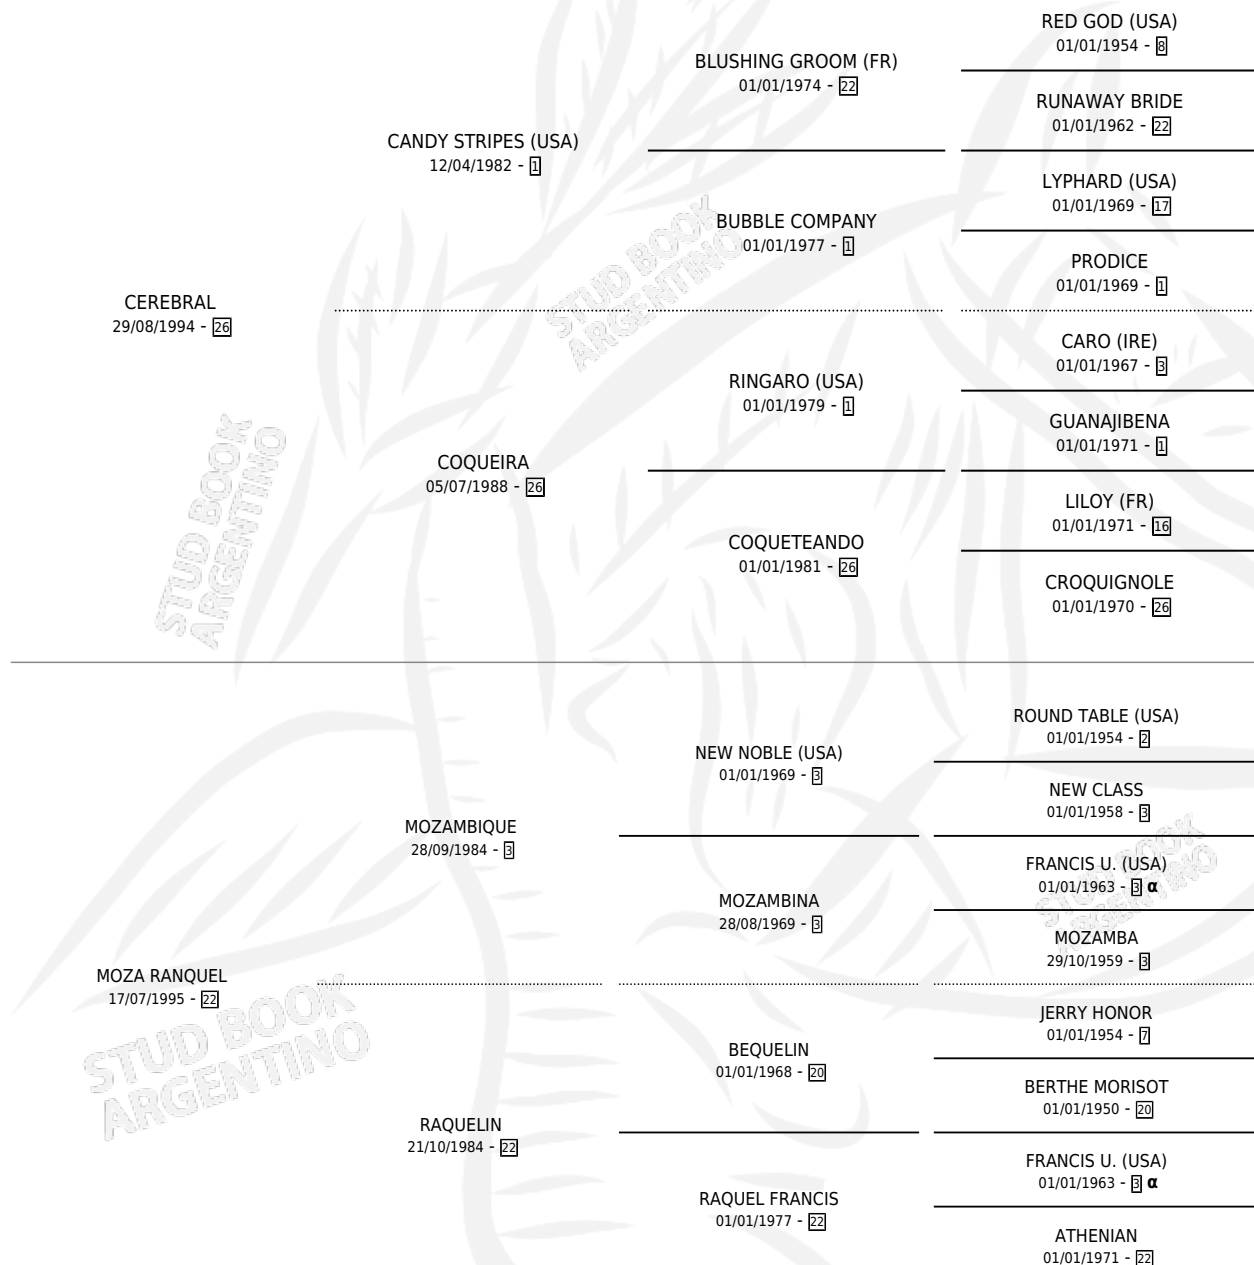 RED GOD (USA)
01/01/1954 - 8
BLUSHING GROOM (FR)
01/01/1974 - 22
RUNAWAY BRIDE
01/01/1962 - 22
CANDY STRIPES (USA)
12/04/1982 - 1
LYPHARD (USA)
01/01/1969 - 17
BUBBLE COMPANY
01/01/1977 - 1
PRODICE
01/01/1969 - 1
CEREBRAL
29/08/1994 - 26
CARO (IRE)
01/01/1967 - 3
RINGARO (USA)
01/01/1979 - 1
GUANAJIBENA
01/01/1971 - 1
COQUEIRA
05/07/1988 - 26
LILOY (FR)
01/01/1971 - 16
COQUETEANDO
01/01/1981 - 26
CROQUIGNOLE
01/01/1970 - 26
ROUND TABLE (USA)
01/01/1954 - 2
NEW NOBLE (USA)
01/01/1969 - 3
NEW CLASS
01/01/1958 - 3
MOZAMBIQUE
28/09/1984 - 3
FRANCIS U. (USA)
01/01/1963 - 3 α
MOZAMBINA
28/08/1969 - 3
MOZAMBA
29/10/1959 - 3
MOZA RANQUEL
17/07/1995 - 22
JERRY HONOR
01/01/1954 - 7
BEQUELIN
01/01/1968 - 20
BERTHE MORISOT
01/01/1950 - 20
RAQUELIN
21/10/1984 - 22
FRANCIS U. (USA)
01/01/1963 - 3 α
RAQUEL FRANCIS
01/01/1977 - 22
ATHENIAN
01/01/1971 - 22
STUD BOOK
ARGENTINO
STUD BOOK
ARGENTINO
STUD BOOK
ARGENTINO
STUD BOOK
ARGENTINO